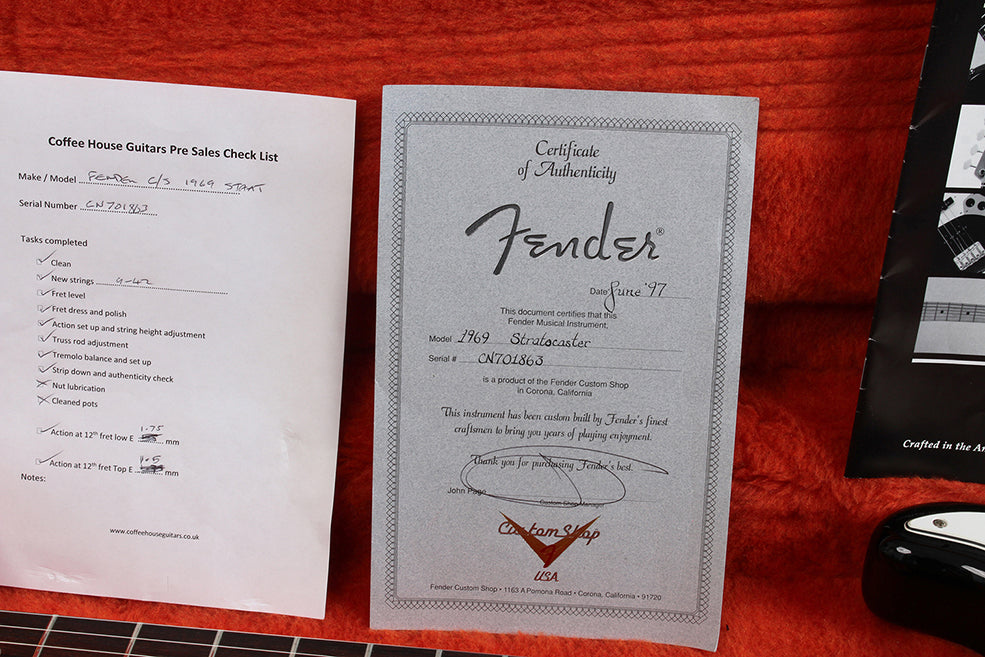 Coffee House Guitars Pre Sales Check List
Make / Model FENDER C/S 1969 STRAT
Serial Number CN701863
Tasks completed
Clean
New strings 9-42
Fret level
Fret dress and polish
Action set up and string height adjustment
Truss rod adjustment
Tremolo balance and set up
Strip down and authenticity check
Nut lubrication
Cleaned pots
Action at 12th fret low E 1.75 mm
Action at 12th fret Top E 1.5 mm
Notes:
www.coffeehouseguitars.co.uk
Certificate
of Authenticity
Fender®
Date June '97
This document certifies that this
Fender Musical Instrument,
Model 1969 Stratocaster
Serial # CN701863
is a product of the Fender Custom Shop
in Corona, California
This instrument has been custom built by Fender's finest
craftsmen to bring you years of playing enjoyment.
Thank you for purchasing Fender's best.
John Page
Custom Shop Manager
Custom Shop
USA
Fender Custom Shop • 1163 A Pomona Road • Corona, California • 91720
Crafted in the